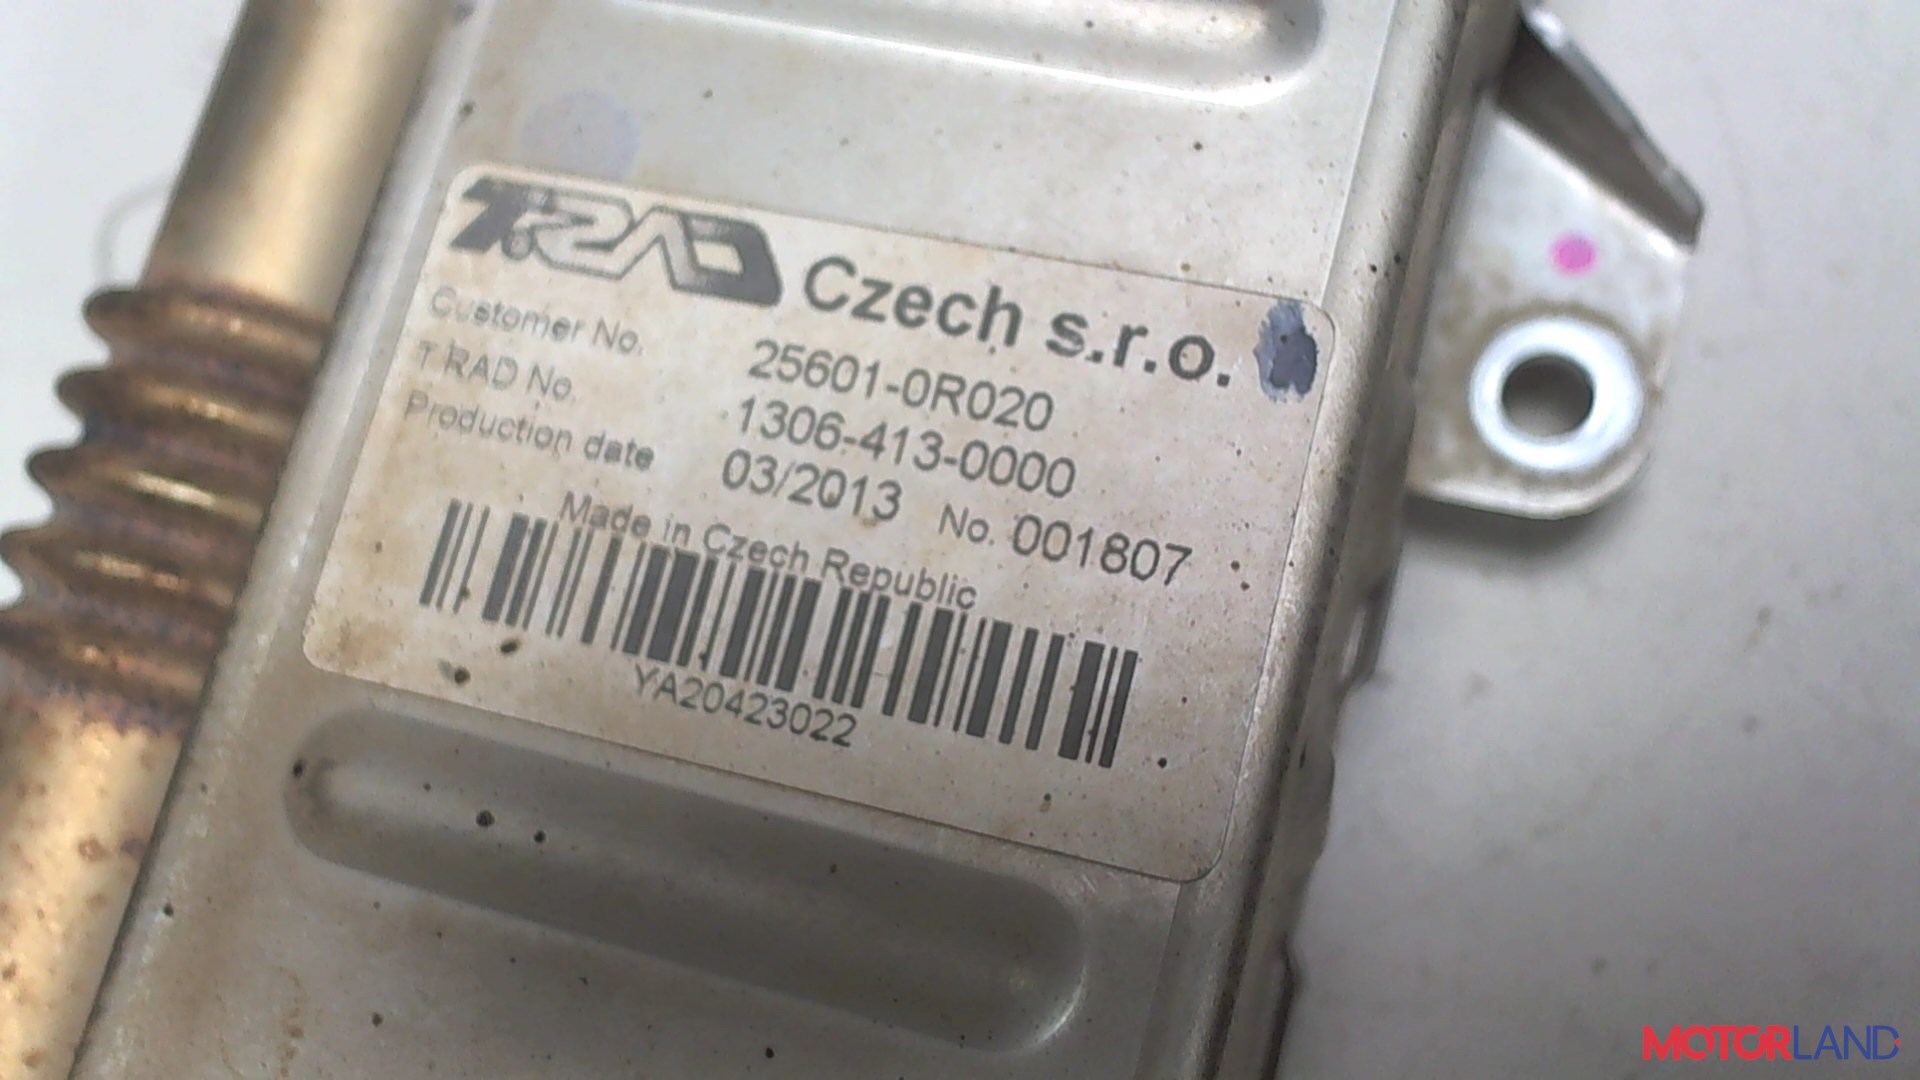 T.RAD Czech s.r.o.
Customer No. 25601-0R020
T RAD No. 1306-413-0000
Production date 03/2013 No. 001807
Made in Czech Republic
YA20423022
MOTORLAND